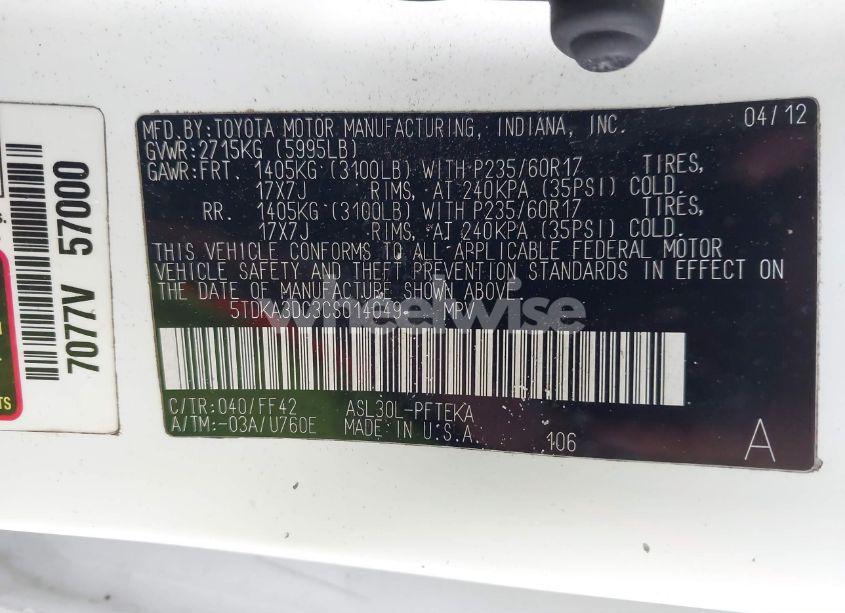 MFD.BY:TOYOTA MOTOR MANUFACTURING, INDIANA, INC. 04/12
GVWR:2715KG (5995LB)
GAWR:FRT. 1405KG (3100LB) WITH P235/60R17 TIRES,
17X7J RIMS, AT 240KPA (35PSI) COLD.
RR. 1405KG (3100LB) WITH P235/60R17 TIRES,
17X7J RIMS, AT 240KPA (35PSI) COLD.
THIS VEHICLE CONFORMS TO ALL APPLICABLE FEDERAL MOTOR
VEHICLE SAFETY AND THEFT PREVENTION STANDARDS IN EFFECT ON
THE DATE OF MANUFACTURE SHOWN ABOVE.
5TDKA3DC3CS014049 MPV
C/TR:040/FF42 ASL30L-PFTEKA
A/TM:-03A/U760E MADE IN U.S.A. 106 A
7077V 57000
s.
A
TS
wheelwise